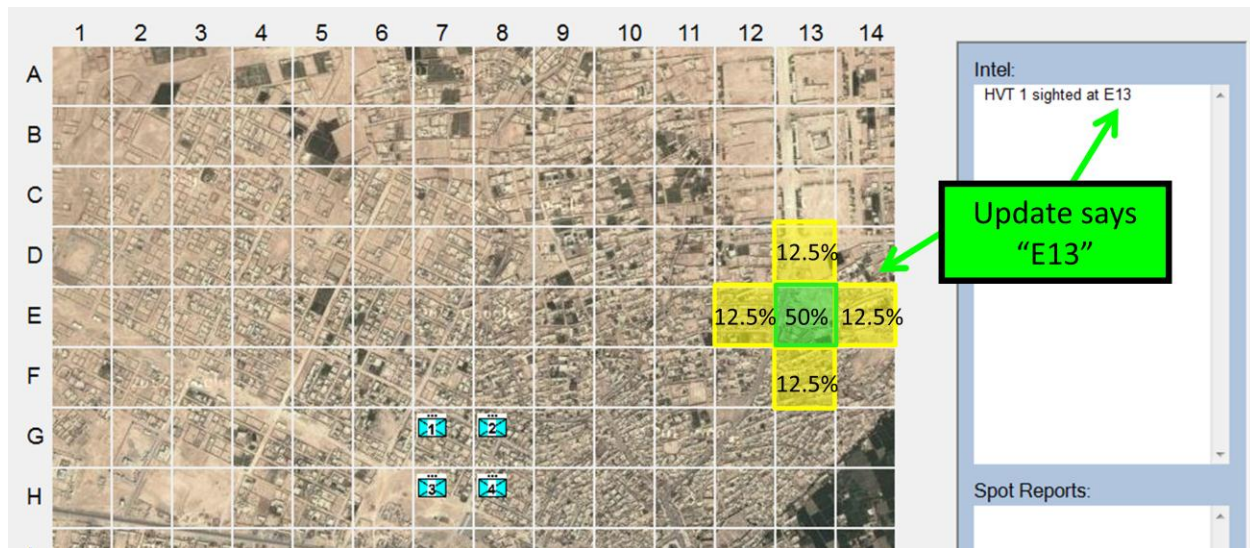 1 2 3 4 5 6 7 8 9 10 11 12 13 14
A
B
C
D
E
F
G
H
12.5%
12.5% 50% 12.5%
12.5%
1 2
3 4
Intel:
HVT 1 sighted at E13
Update says
“E13”
Spot Reports: